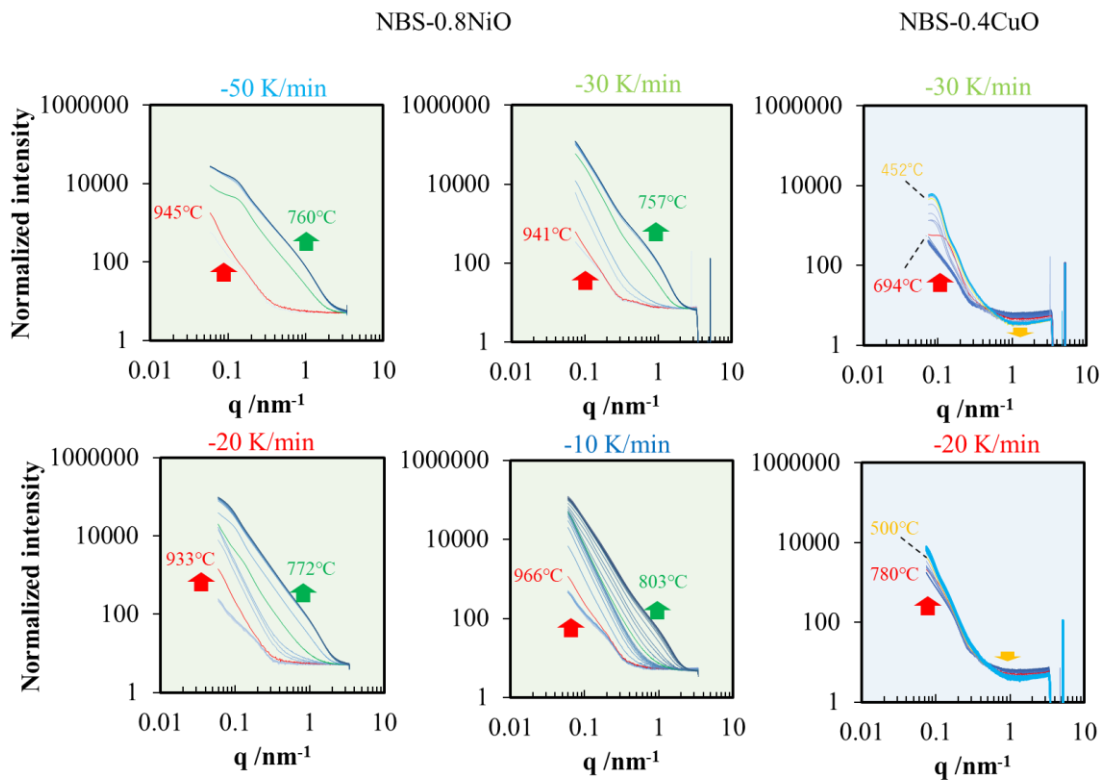 NBS-0.8NiO
NBS-0.4CuO
-50 K/min
-30 K/min
-30 K/min
Normalized intensity
1000000
10000
100
1
945°C
760°C
0.01 0.1 1 10
q /nm⁻¹
1000000
10000
100
1
941°C
757°C
0.01 0.1 1 10
q /nm⁻¹
1000000
10000
100
1
452°C
694°C
0.01 0.1 1 10
q /nm⁻¹
-20 K/min
-10 K/min
-20 K/min
Normalized intensity
1000000
10000
100
1
933°C
772°C
0.01 0.1 1 10
q /nm⁻¹
1000000
10000
100
1
966°C
803°C
0.01 0.1 1 10
q /nm⁻¹
1000000
10000
100
1
500°C
780°C
0.01 0.1 1 10
q /nm⁻¹